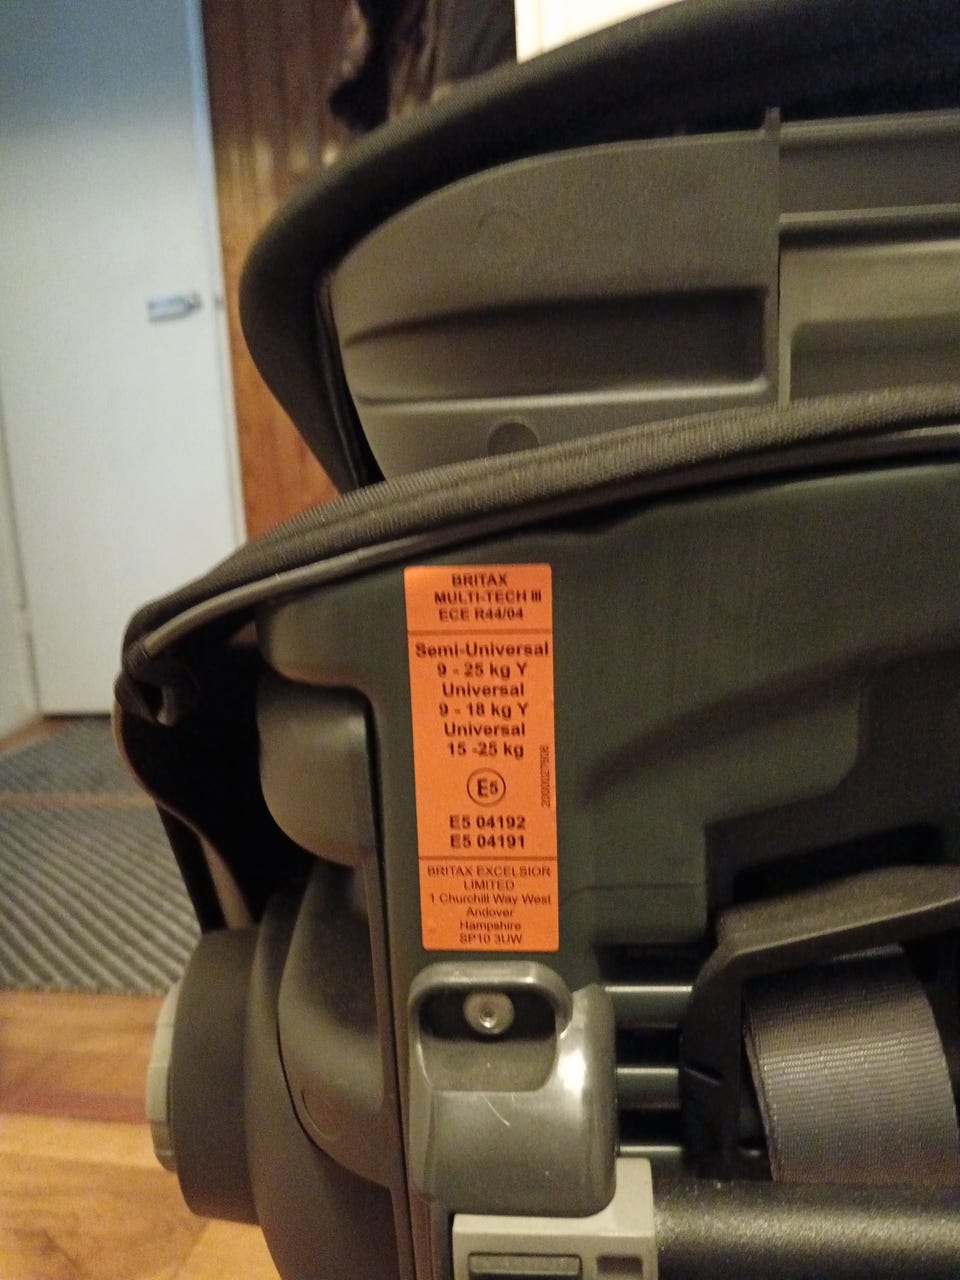 BRITAX
MULTI-TECH III
ECE R44/04
Semi-Universal
9 - 25 kg Y
Universal
9 - 18 kg Y
Universal
15 -25 kg
E5
E5 04192
E5 04191
BRITAX EXCELSIOR
LIMITED
1 Churchill Way West
Andover
Hampshire
SP10 3UW